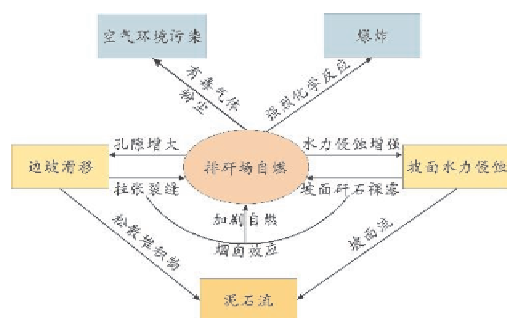 空气环境污染
爆炸
有毒气体
粉尘
强烈化学反应
孔隙增大
水力侵蚀增强
边坡滑移
排矸场自燃
坡面水力侵蚀
拉张裂缝
坡面矸石裸露
加剧自燃
烟囱效应
松散堆积物
坡面流
泥石流